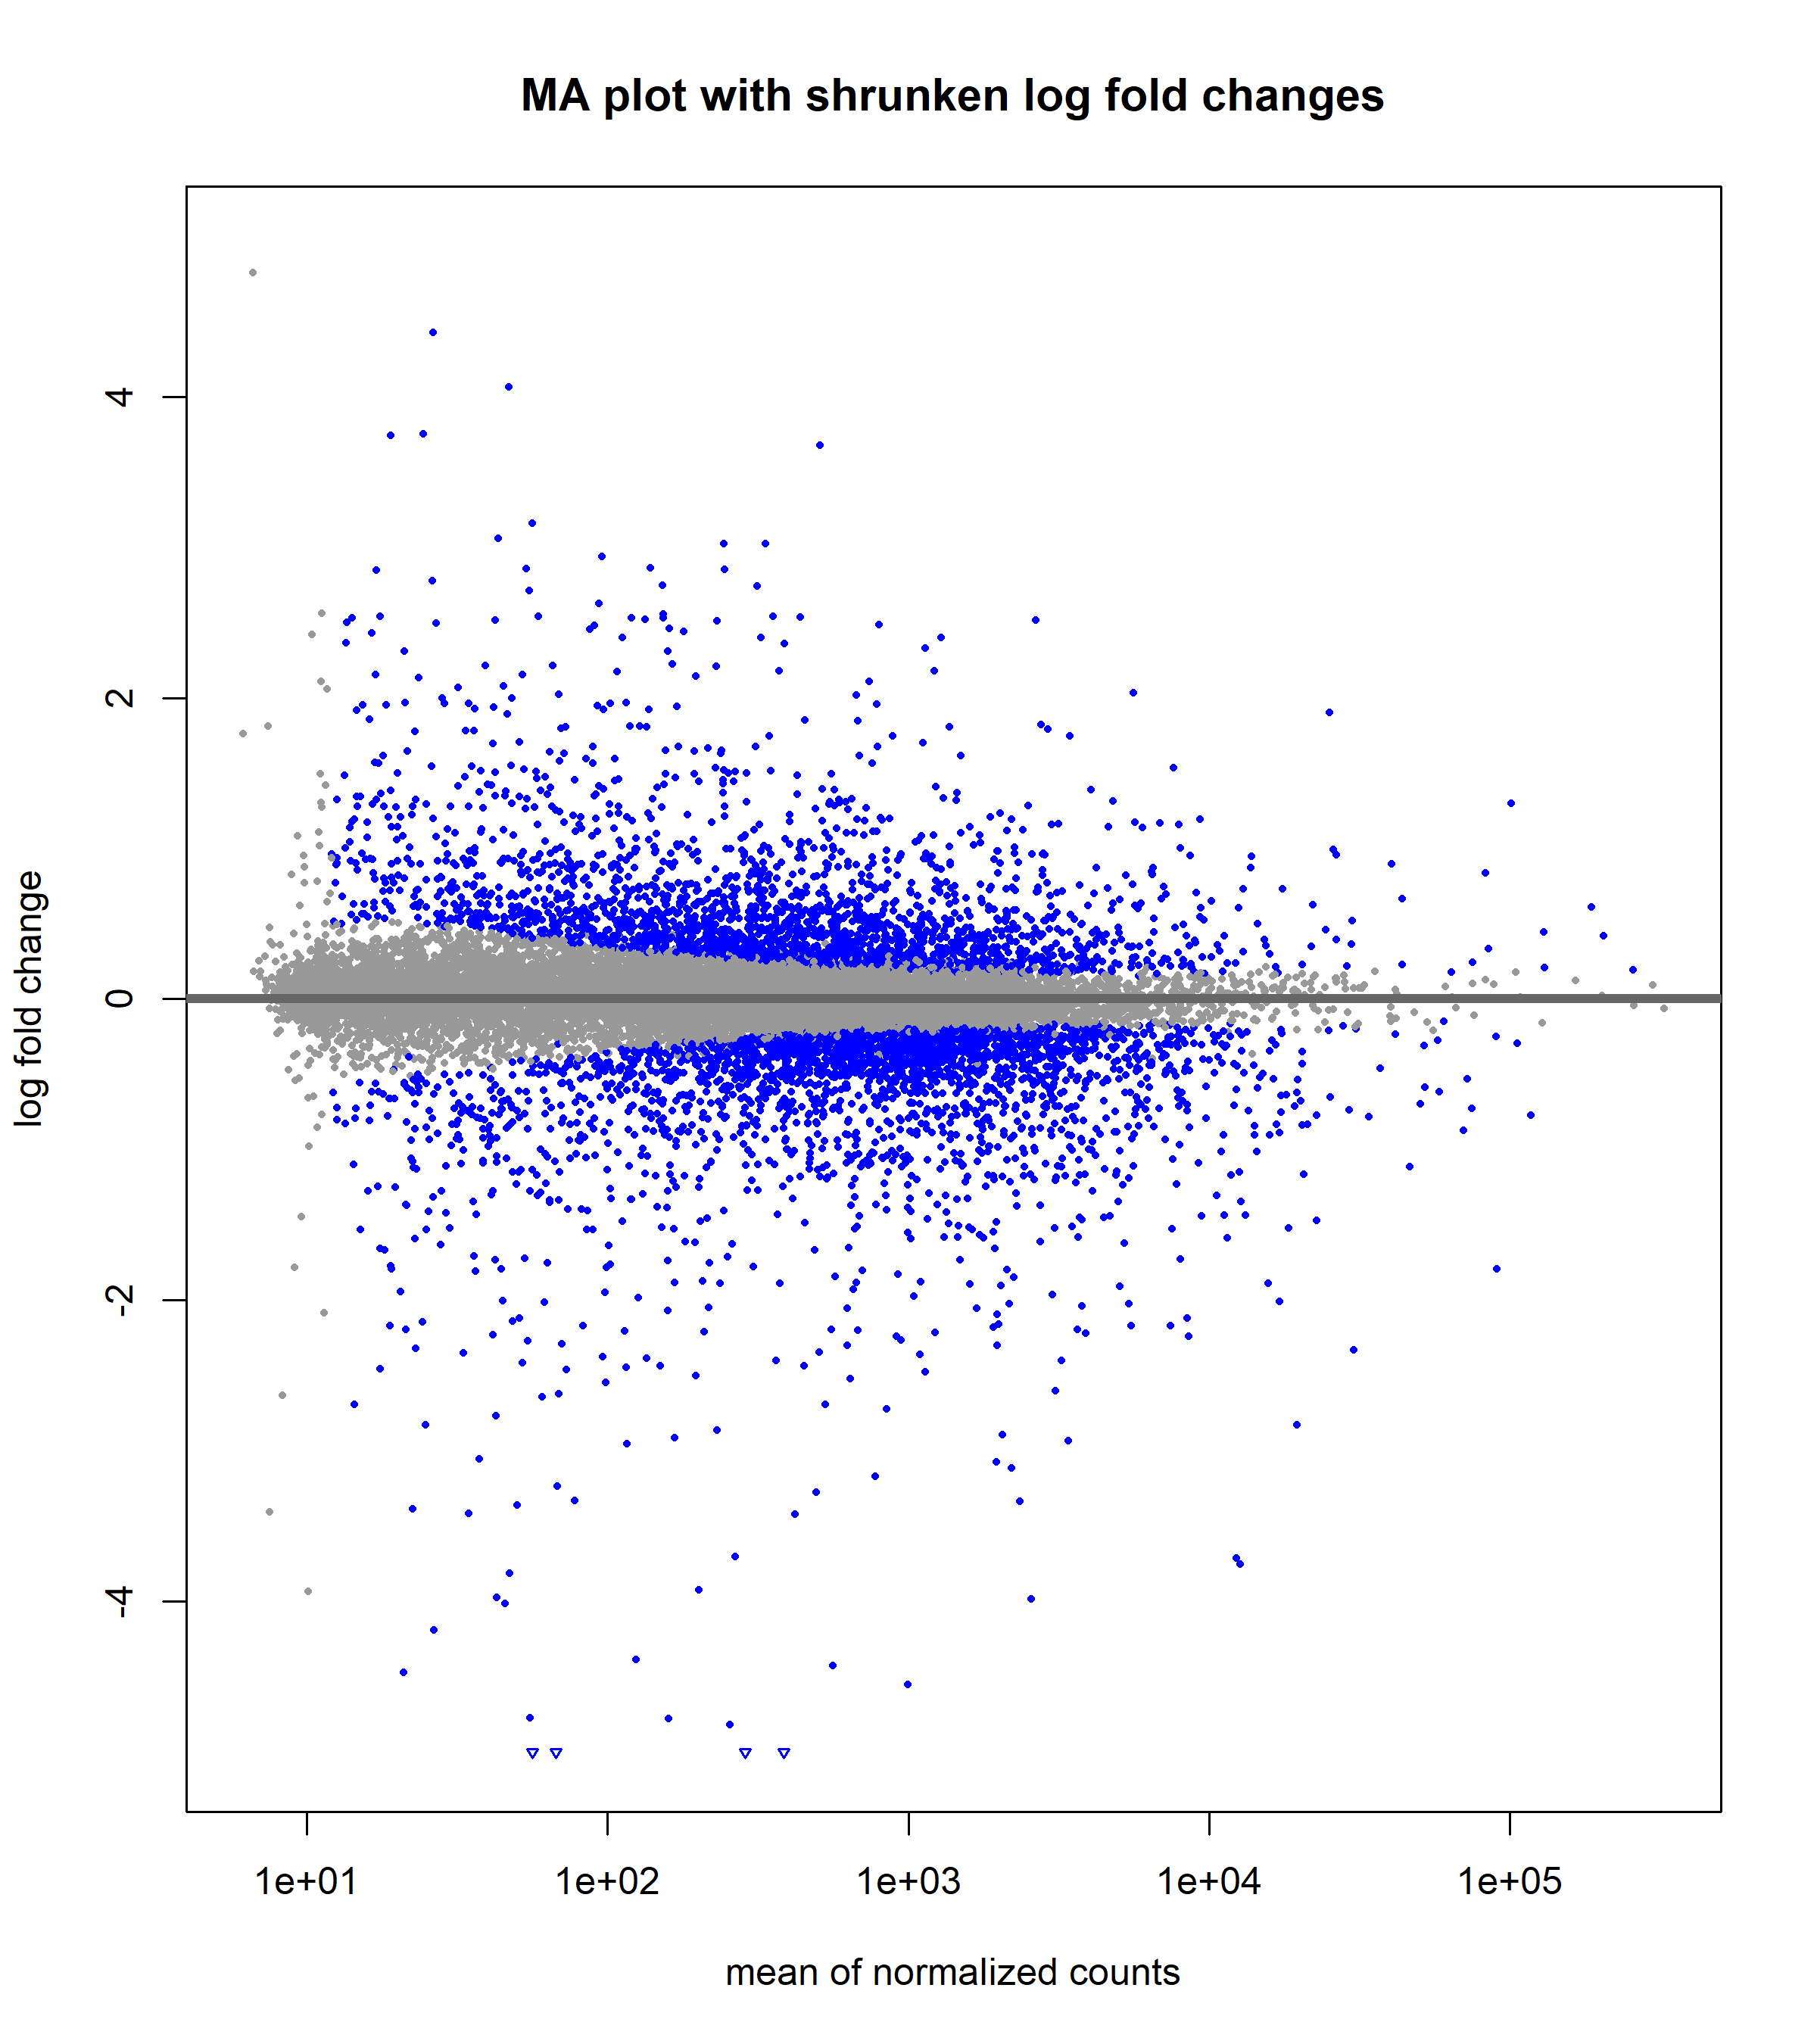 MA plot with shrunken log fold changes
log fold change
4
2
0
-2
-4
1e+01 1e+02 1e+03 1e+04 1e+05
mean of normalized counts